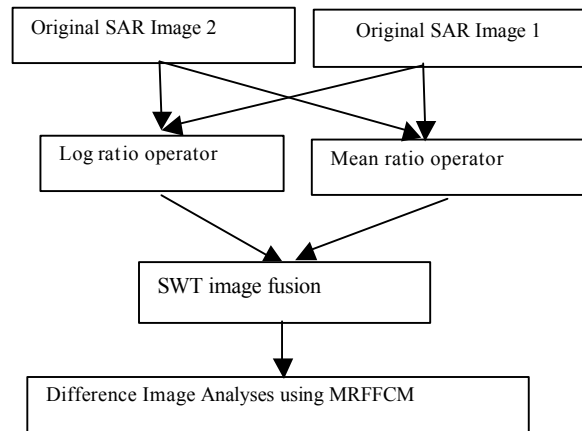 Original SAR Image 2
Original SAR Image 1
Log ratio operator
Mean ratio operator
SWT image fusion
Difference Image Analyses using MRFFCM